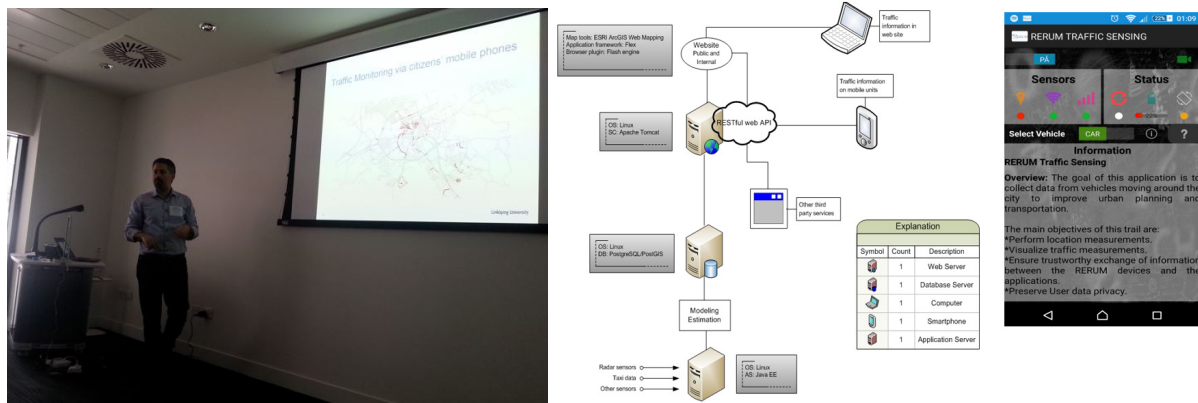 Traffic Monitoring via citizens' mobile phones
Linköping University
Map tools: ESRI ArcGIS Web Mapping
Application framework: Flex
Browser plugin: Flash engine
Website
Public and
Internal
Traffic
information in
web site
Traffic information
on mobile units
OS: Linux
SC: Apache Tomcat
RESTful web API
Other third
party services
OS: Linux
DB: PostgreSQL/PostGIS
Modeling
Estimation
Radar sensors
Taxi data
Other sensors
OS: Linux
AS: Java EE
Explanation
Symbol Count Description
1 Web Server
1 Database Server
1 Computer
1 Smartphone
1 Application Server
22% 01:09
RERUM TRAFFIC SENSING
PÅ
Sensors Status
Select Vehicle CAR ?
Information
RERUM Traffic Sensing
Overview: The goal of this application is to
collect data from vehicles moving around the
city to improve urban planning and
transportation.
The main objectives of this trail are:
*Perform location measurements.
*Visualize traffic measurements.
*Ensure trustworthy exchange of information
between the RERUM devices and the
applications.
*Preserve User data privacy.